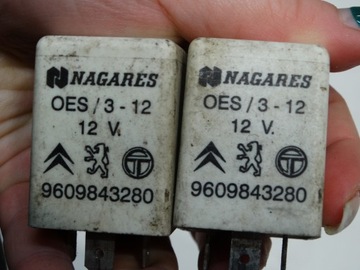 NAGARES
OES / 3 - 12
12 V.
9609843280
NAGARES
OES / 3 - 12
12 V.
9609843280